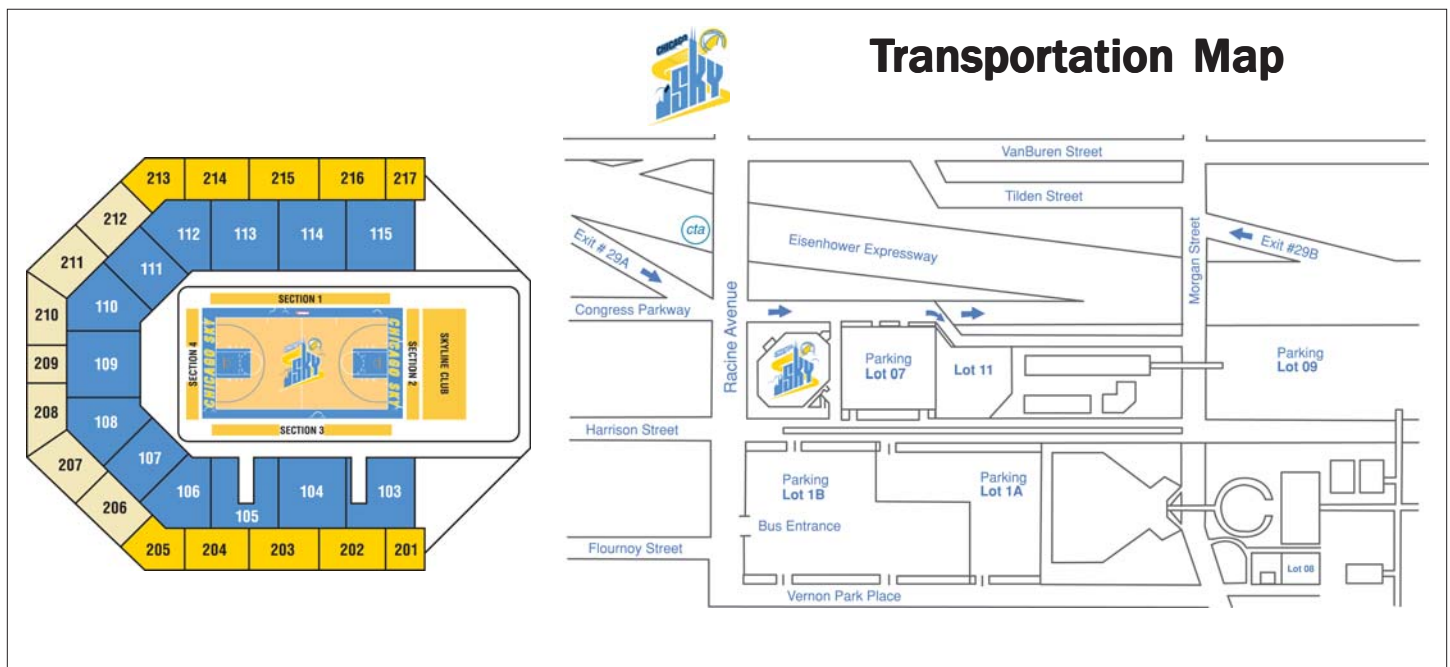 CHICAGO
SKY
Transportation Map
213
214
215
216
217
212
211
210
209
208
207
206
205
204
203
202
201
112
113
114
115
111
110
109
108
107
106
105
104
103
SECTION 1
SECTION 4
CHICAGO SKY
SKY
CHICAGO SKY
SECTION 2
SKYLINE CLUB
SECTION 3
VanBuren Street
Tilden Street
cta
Exit # 29A
Eisenhower Expressway
Morgan Street
Exit #29B
Congress Parkway
Racine Avenue
SKY
Parking
Lot 07
Lot 11
Parking
Lot 09
Harrison Street
Parking
Lot 1B
Parking
Lot 1A
Bus Entrance
Flournoy Street
Lot 08
Vernon Park Place